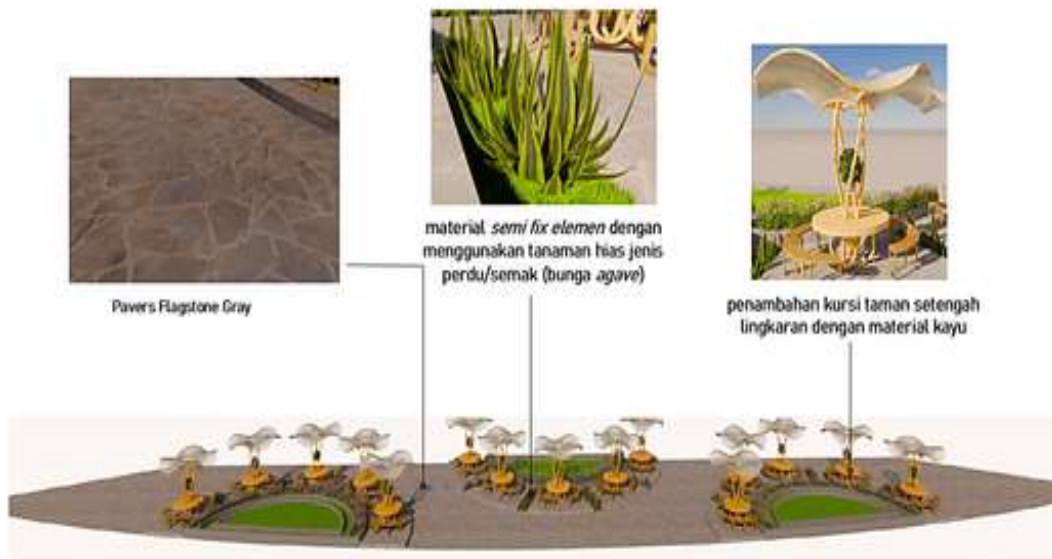 Pavers Flagstone Gray
material semi fix elemen dengan
menggunakan tanaman hias jenis
perdu/semak (bunga agave)
penambahan kursi taman setengah
lingkaran dengan material kayu